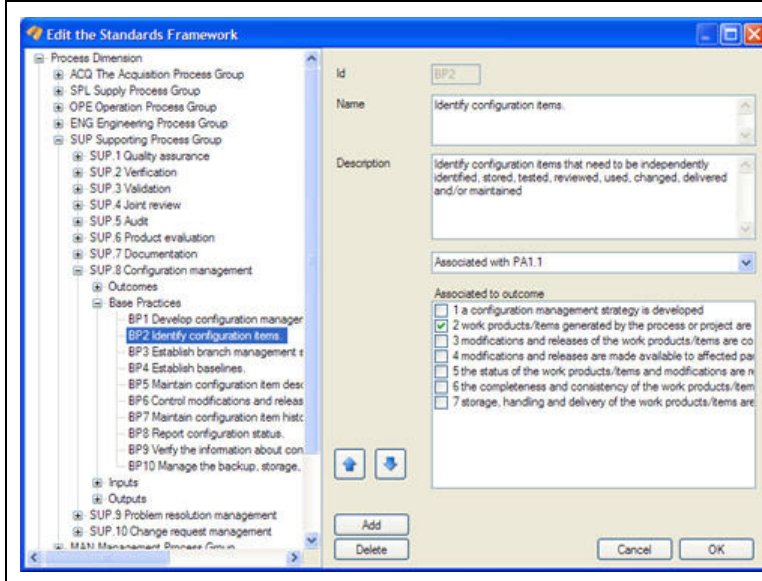 Edit the Standards Framework
Process Dimension
ACQ The Acquisition Process Group
SPL Supply Process Group
OPE Operation Process Group
ENG Engineering Process Group
SUP Supporting Process Group
SUP.1 Quality assurance
SUP.2 Verification
SUP.3 Validation
SUP.4 Joint review
SUP.5 Audit
SUP.6 Product evaluation
SUP.7 Documentation
SUP.8 Configuration management
Outcomes
Base Practices
BP1 Develop configuration manager
BP2 Identify configuration items.
BP3 Establish branch management s
BP4 Establish baselines.
BP5 Maintain configuration item desc
BP6 Control modifications and releas
BP7 Maintain configuration item histo
BP8 Report configuration status.
BP9 Verify the information about con
BP10 Manage the backup, storage,
Inputs
Outputs
SUP.9 Problem resolution management
SUP.10 Change request management
MAN Management Process Group
Id
BP2
Name
Identify configuration items.
Description
Identify configuration items that need to be independently
identified, stored, tested, reviewed, used, changed, delivered
and/or maintained
Associated with PA1.1
Associated to outcome
1 a configuration management strategy is developed
2 work products/items generated by the process or project are
3 modifications and releases of the work products/items are co
4 modifications and releases are made available to affected pa
5 the status of the work products/items and modifications are r
6 the completeness and consistency of the work products/item
7 storage, handling and delivery of the work products/items are
Add
Delete
Cancel
OK